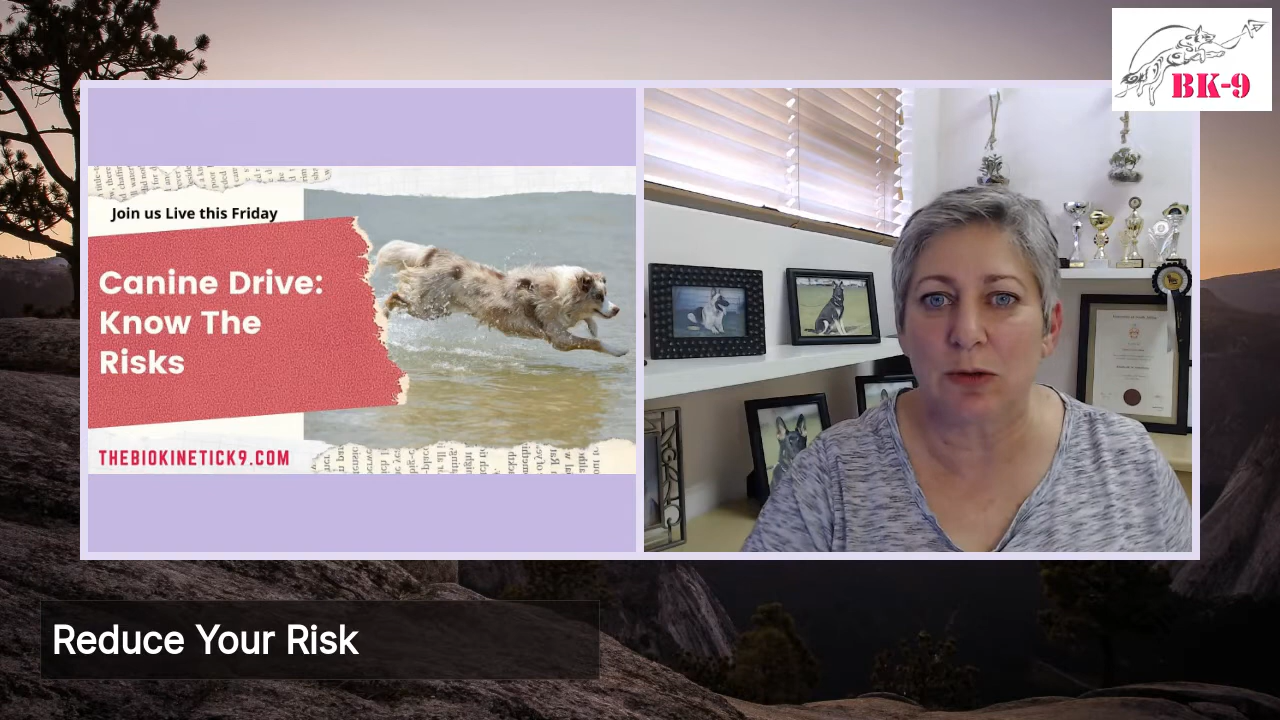 BK-9
Join us Live this Friday
Canine Drive:
Know The
Risks
THEBIOKINETICK9.COM
Reduce Your Risk